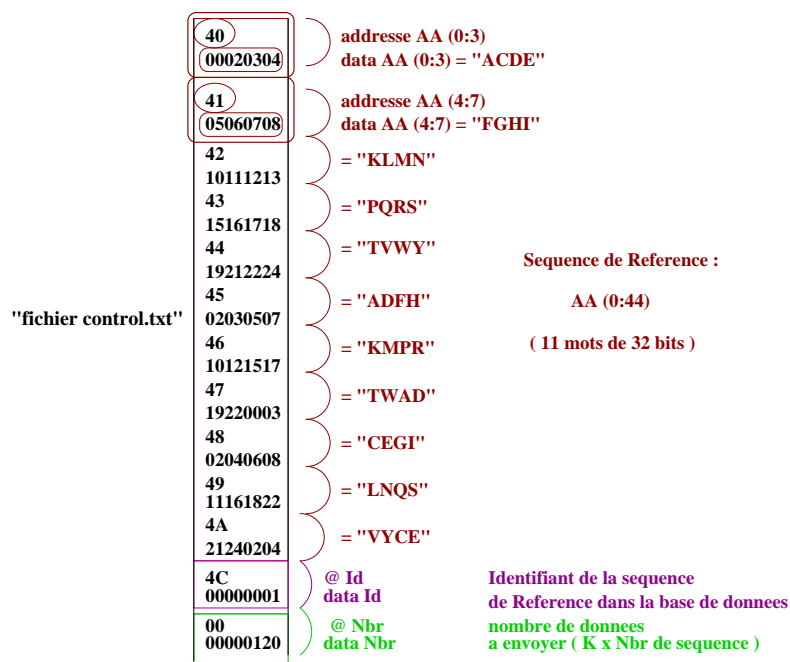 40 addresse AA (0:3)
00020304 data AA (0:3) = "ACDE"
41 addresse AA (4:7)
05060708 data AA (4:7) = "FGHI"
42
10111213 = "KLMN"
43
15161718 = "PQRS"
44
19212224 = "TVWY"
Sequence de Reference :
45
02030507 = "ADFH"
AA (0:44)
"fichier control.txt"
46
10121517 = "KMPR"
( 11 mots de 32 bits )
47
19220003 = "TWAD"
48
02040608 = "CEGI"
49
11161822 = "LNQS"
4A
21240204 = "VYCE"
4C @ Id Identifiant de la sequence
00000001 data Id de Reference dans la base de donnees
00 @ Nbr nombre de donnees
00000120 data Nbr a envoyer ( K x Nbr de sequence )